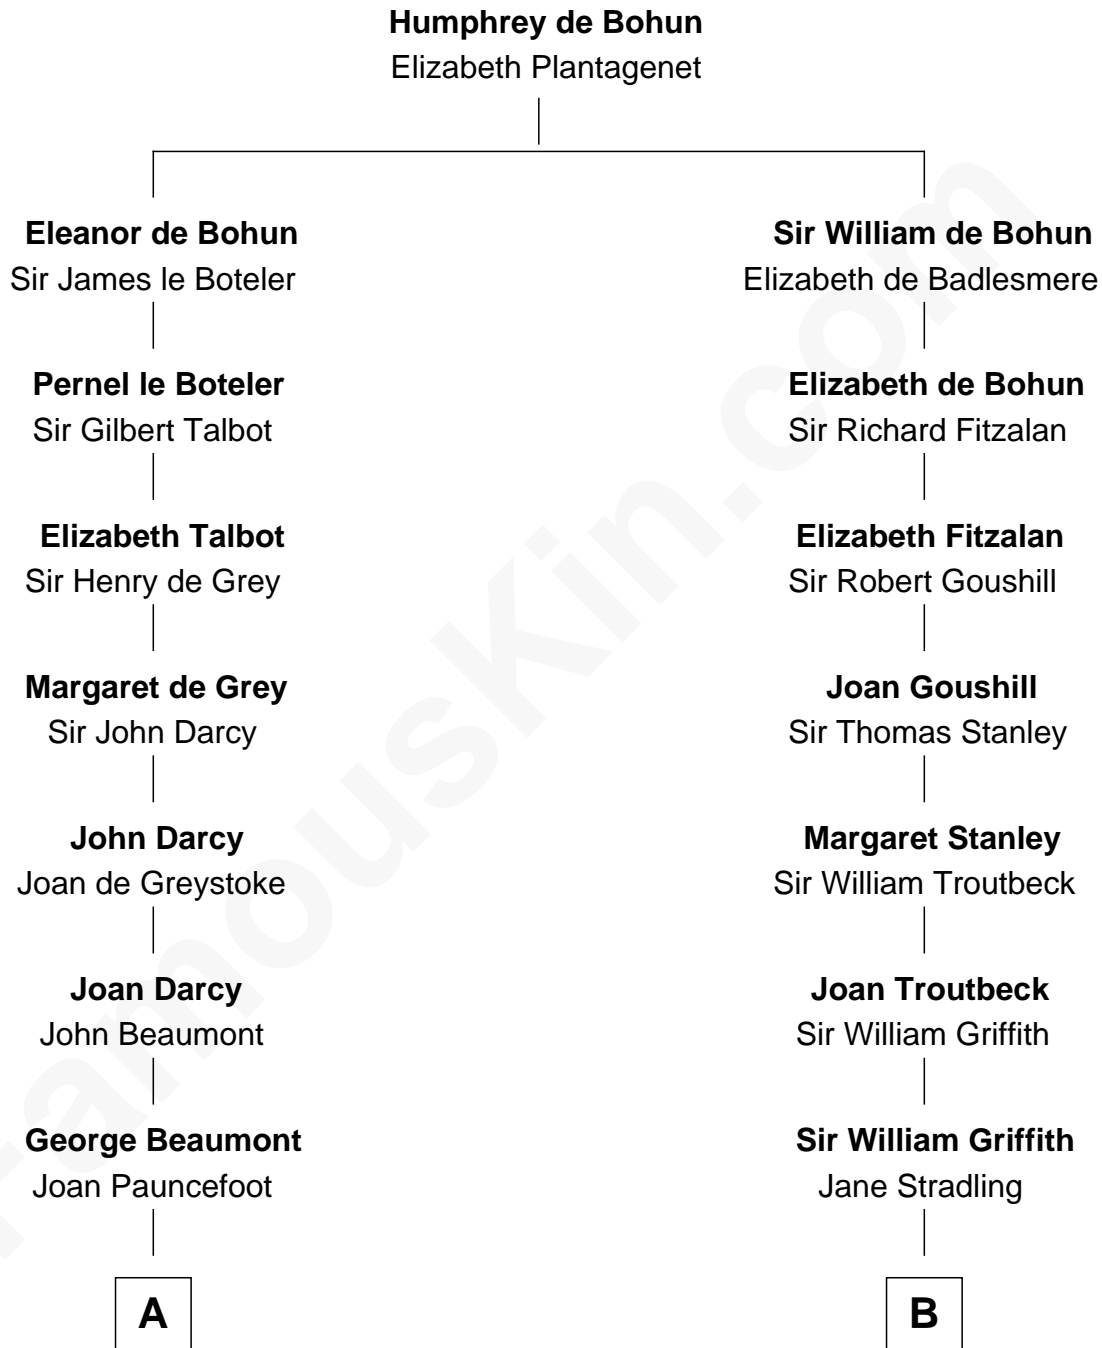 Humphrey de Bohun
Elizabeth Plantagenet
Eleanor de Bohun
Sir James le Boteler
Sir William de Bohun
Elizabeth de Badlesmere
Pernel le Boteler
Sir Gilbert Talbot
Elizabeth de Bohun
Sir Richard Fitzalan
Elizabeth Talbot
Sir Henry de Grey
Elizabeth Fitzalan
Sir Robert Goushill
Margaret de Grey
Sir John Darcy
Joan Goushill
Sir Thomas Stanley
John Darcy
Joan de Greystoke
Margaret Stanley
Sir William Troutbeck
Joan Darcy
John Beaumont
Joan Troutbeck
Sir William Griffith
George Beaumont
Joan Pauncefoot
Sir William Griffith
Jane Stradling
A
B
FamousKin.com